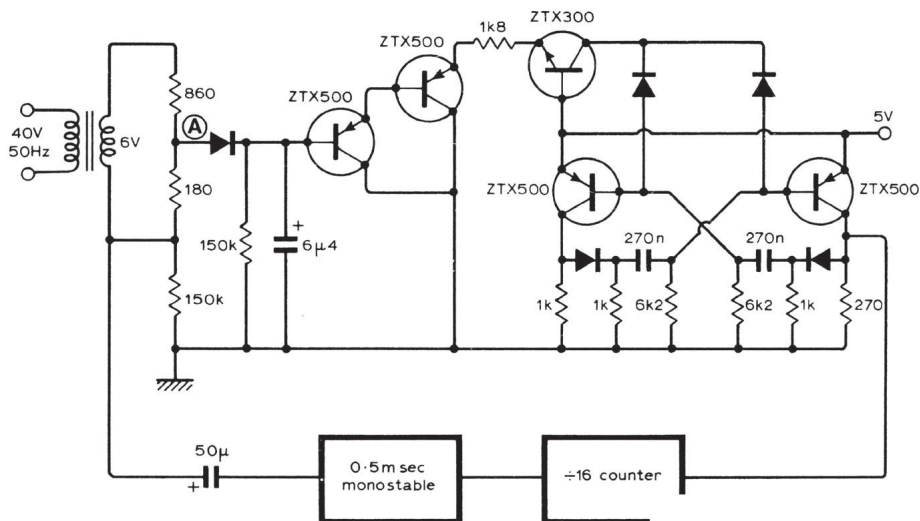 1k8
ZTX300
ZTX500
ZTX500
860
A
40V
50Hz
6V
5V
180
ZTX500
ZTX500
150k
+
6μ4
270n
270n
150k
1k
1k
6k2
6k2
1k
270
50μ
+
0·5m sec
monostable
÷16 counter